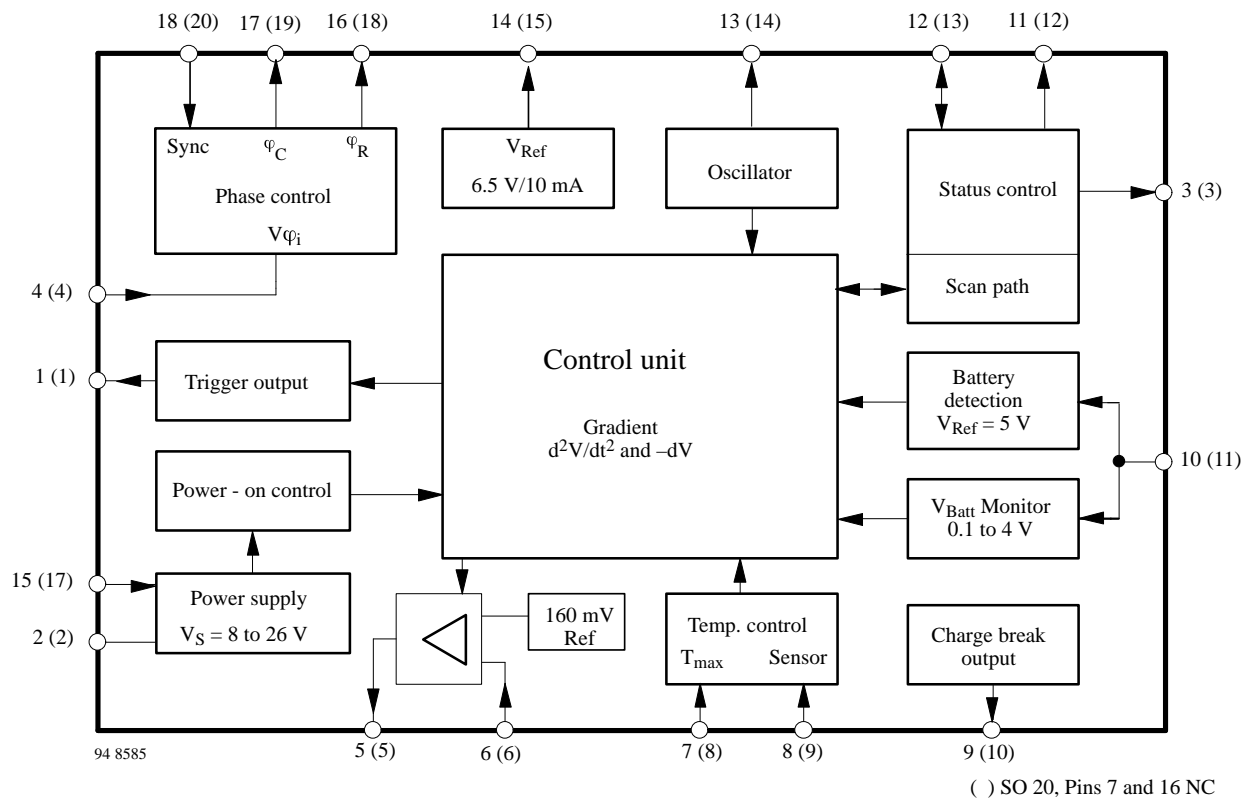 18 (20)
17 (19)
16 (18)
14 (15)
13 (14)
12 (13)
11 (12)
Sync
φC
φR
Phase control
Vφi
VRef
6.5 V/10 mA
Oscillator
Status control
Scan path
3 (3)
4 (4)
Control unit
Gradient
d²V/dt² and –dV
1 (1)
Trigger output
Battery
detection
VRef = 5 V
10 (11)
Power - on control
VBatt Monitor
0.1 to 4 V
15 (17)
Power supply
VS = 8 to 26 V
2 (2)
160 mV
Ref
Temp. control
Tmax
Sensor
Charge break
output
94 8585
5 (5)
6 (6)
7 (8)
8 (9)
9 (10)
( ) SO 20, Pins 7 and 16 NC